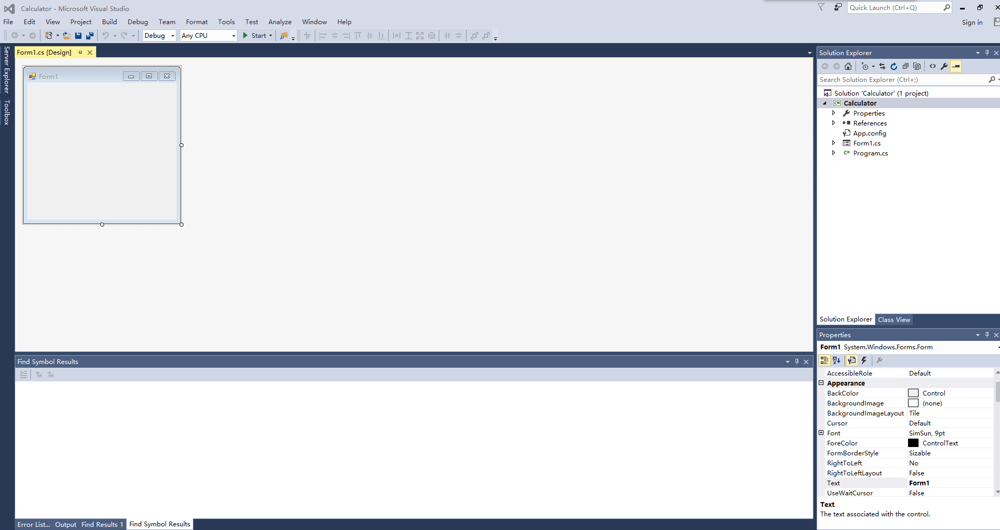 Calculator - Microsoft Visual Studio
Quick Launch (Ctrl+Q)
File Edit View Project Build Debug Team Format Tools Test Analyze Window Help
Sign in
Debug Any CPU Start
Server Explorer
Toolbox
Form1.cs [Design]
Form1
Solution Explorer
Search Solution Explorer (Ctrl+;)
Solution 'Calculator' (1 project)
C# Calculator
Properties
References
App.config
Form1.cs
C# Program.cs
Solution Explorer Class View
Properties
Form1 System.Windows.Forms.Form
AccessibleRole Default
Appearance
BackColor Control
BackgroundImage (none)
BackgroundImageLayout Tile
Cursor Default
Font SimSun, 9pt
ForeColor ControlText
FormBorderStyle Sizable
RightToLeft No
RightToLeftLayout False
Text Form1
UseWaitCursor False
Text
The text associated with the control.
Find Symbol Results
Error List... Output Find Results 1 Find Symbol Results